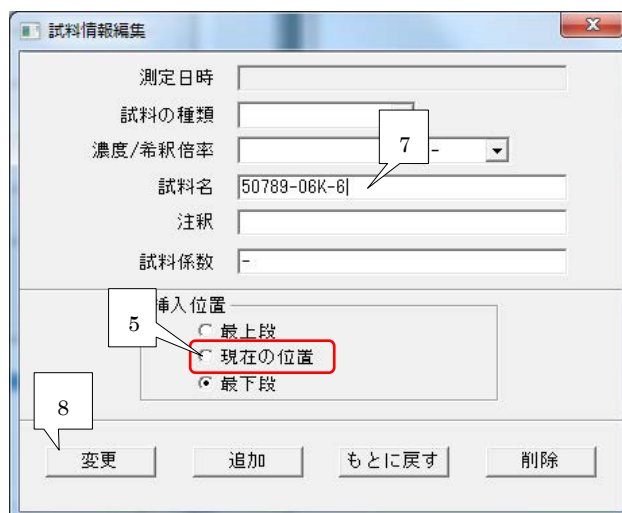 試料情報編集
測定日時
試料の種類
濃度/希釈倍率 -
7
試料名 50789-06K-6
注釈
試料係数 -
挿入位置
5
最上段
現在の位置
最下段
8
変更 追加 もとに戻す 削除